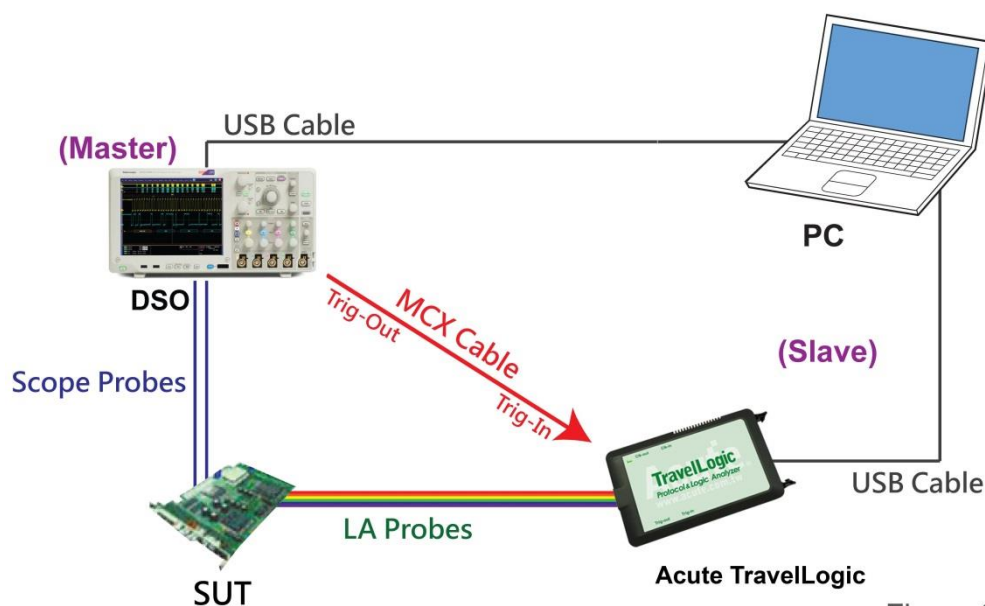 USB Cable
(Master)
PC
DSO
MCX Cable
Trig-Out
Trig-In
(Slave)
Scope Probes
TravelLogic
Protocol & Logic Analyzer
USB Cable
LA Probes
Acute TravelLogic
SUT